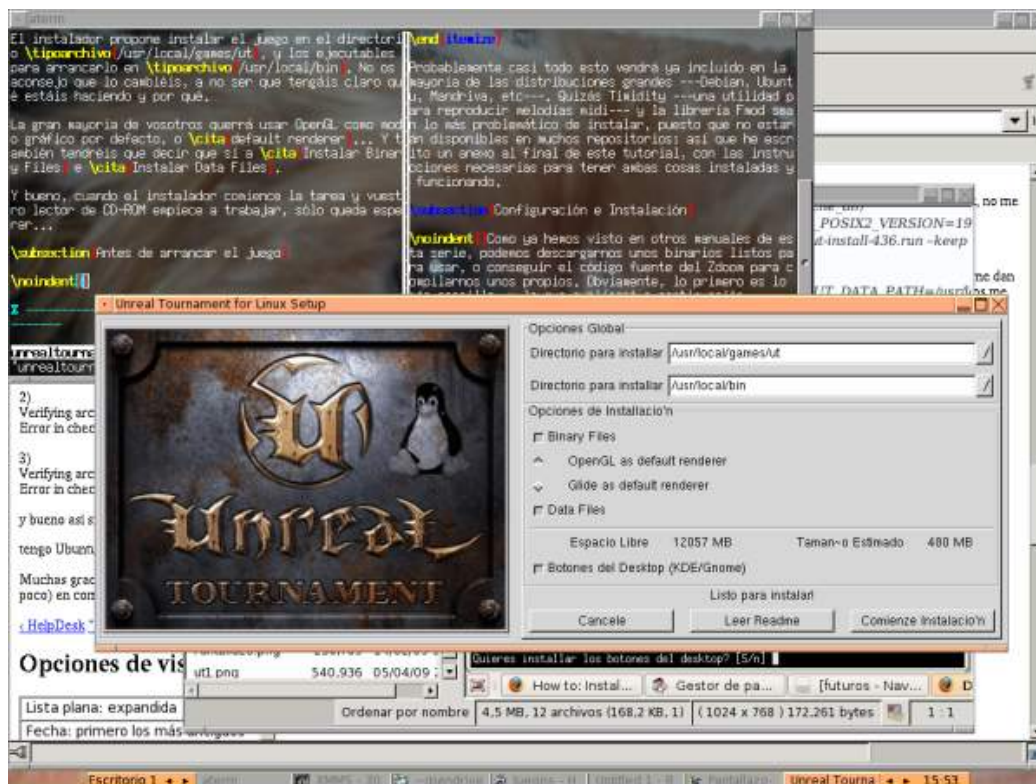 El instalador propone instalar el juego en el directori
o \tipoarchivo{/usr/local/games/ut}, y los ejecutables
para arrancarlo en \tipoarchivo{/usr/local/bin}. No os
aconsejo que lo cambiéis, a no ser que tengáis claro qu
é estáis haciendo y por qué.
La gran mayoría de vosotros querrá usar OpenGL como mod
o gráfico por defecto, o \cita{default renderer}... Y t
ambién tendréis que decir que sí a \cita{Instalar Binar
y Files} e \cita{Instalar Data Files}.
Y bueno, cuando el instalador comience la tarea y vuest
ro lector de CD-ROM empiece a trabajar, sólo queda espe
rar...
\subsection{Antes de arrancar el juego}
\noindent{}
\end{itemize}
Probablemente casi todo esto vendrá ya incluido en la
mayoría de las distribuciones grandes ---Debian, Ubunt
u, Mandriva, etc---. Quizás Timidity ---una utilidad p
ara reproducir melodías midi--- y la librería Fmod sea
n lo más problemático de instalar, puesto que no estar
án disponibles en muchos repositorios; así que he escr
ito un anexo al final de este tutorial, con las instru
cciones necesarias para tener ambas cosas instaladas y
funcionando.
\subsection{Configuración e Instalación}
\noindent{}Como ya hemos visto en otros manuales de es
ta serie, podemos descargarnos unos binarios listos pa
ra usar, o conseguir el código fuente del Zdoom para c
ompilarnos unos propios. Obviamente, lo primero es lo
no me
_POSIX2_VERSION=19
ut-install-436.run --keep
me dan
UT_DATA_PATH=/usr/
Unreal Tournament for Linux Setup
UNREAL
TOURNAMENT
Opciones Global
Directorio para installar /usr/local/games/ut
Directorio para installar /usr/local/bin
Opciones de Installacio'n
Binary Files
OpenGL as default renderer
Glide as default renderer
Data Files
Espacio Libre 12057 MB Taman~o Estimado 400 MB
Botones del Desktop (KDE/Gnome)
Listo para instalar!
Cancele Leer Readme Comienze Instalacio'n
unrealtourn
"unrealtourn
2)
Verifying arc
Error in chec
3)
Verifying arc
Error in chec
y bueno asi s
tengo Ubuntu
Muchas grac
poco) en com
‹ HelpDesk
Opciones de vis
Lista plana: expandida
Fecha: primero los más antiguos
ut1.png 540.936 05/04/09
Ordenar por nombre 4,5 MB, 12 archivos (168,2 KB, 1) (1024 x 768) 172.261 bytes 1:1
Quieres installar los botones del desktop? [S/n]
How to: Instal... Gestor de pa... [futuros - Nav... D
Escritorio 1 Unreal Tourna 15:53